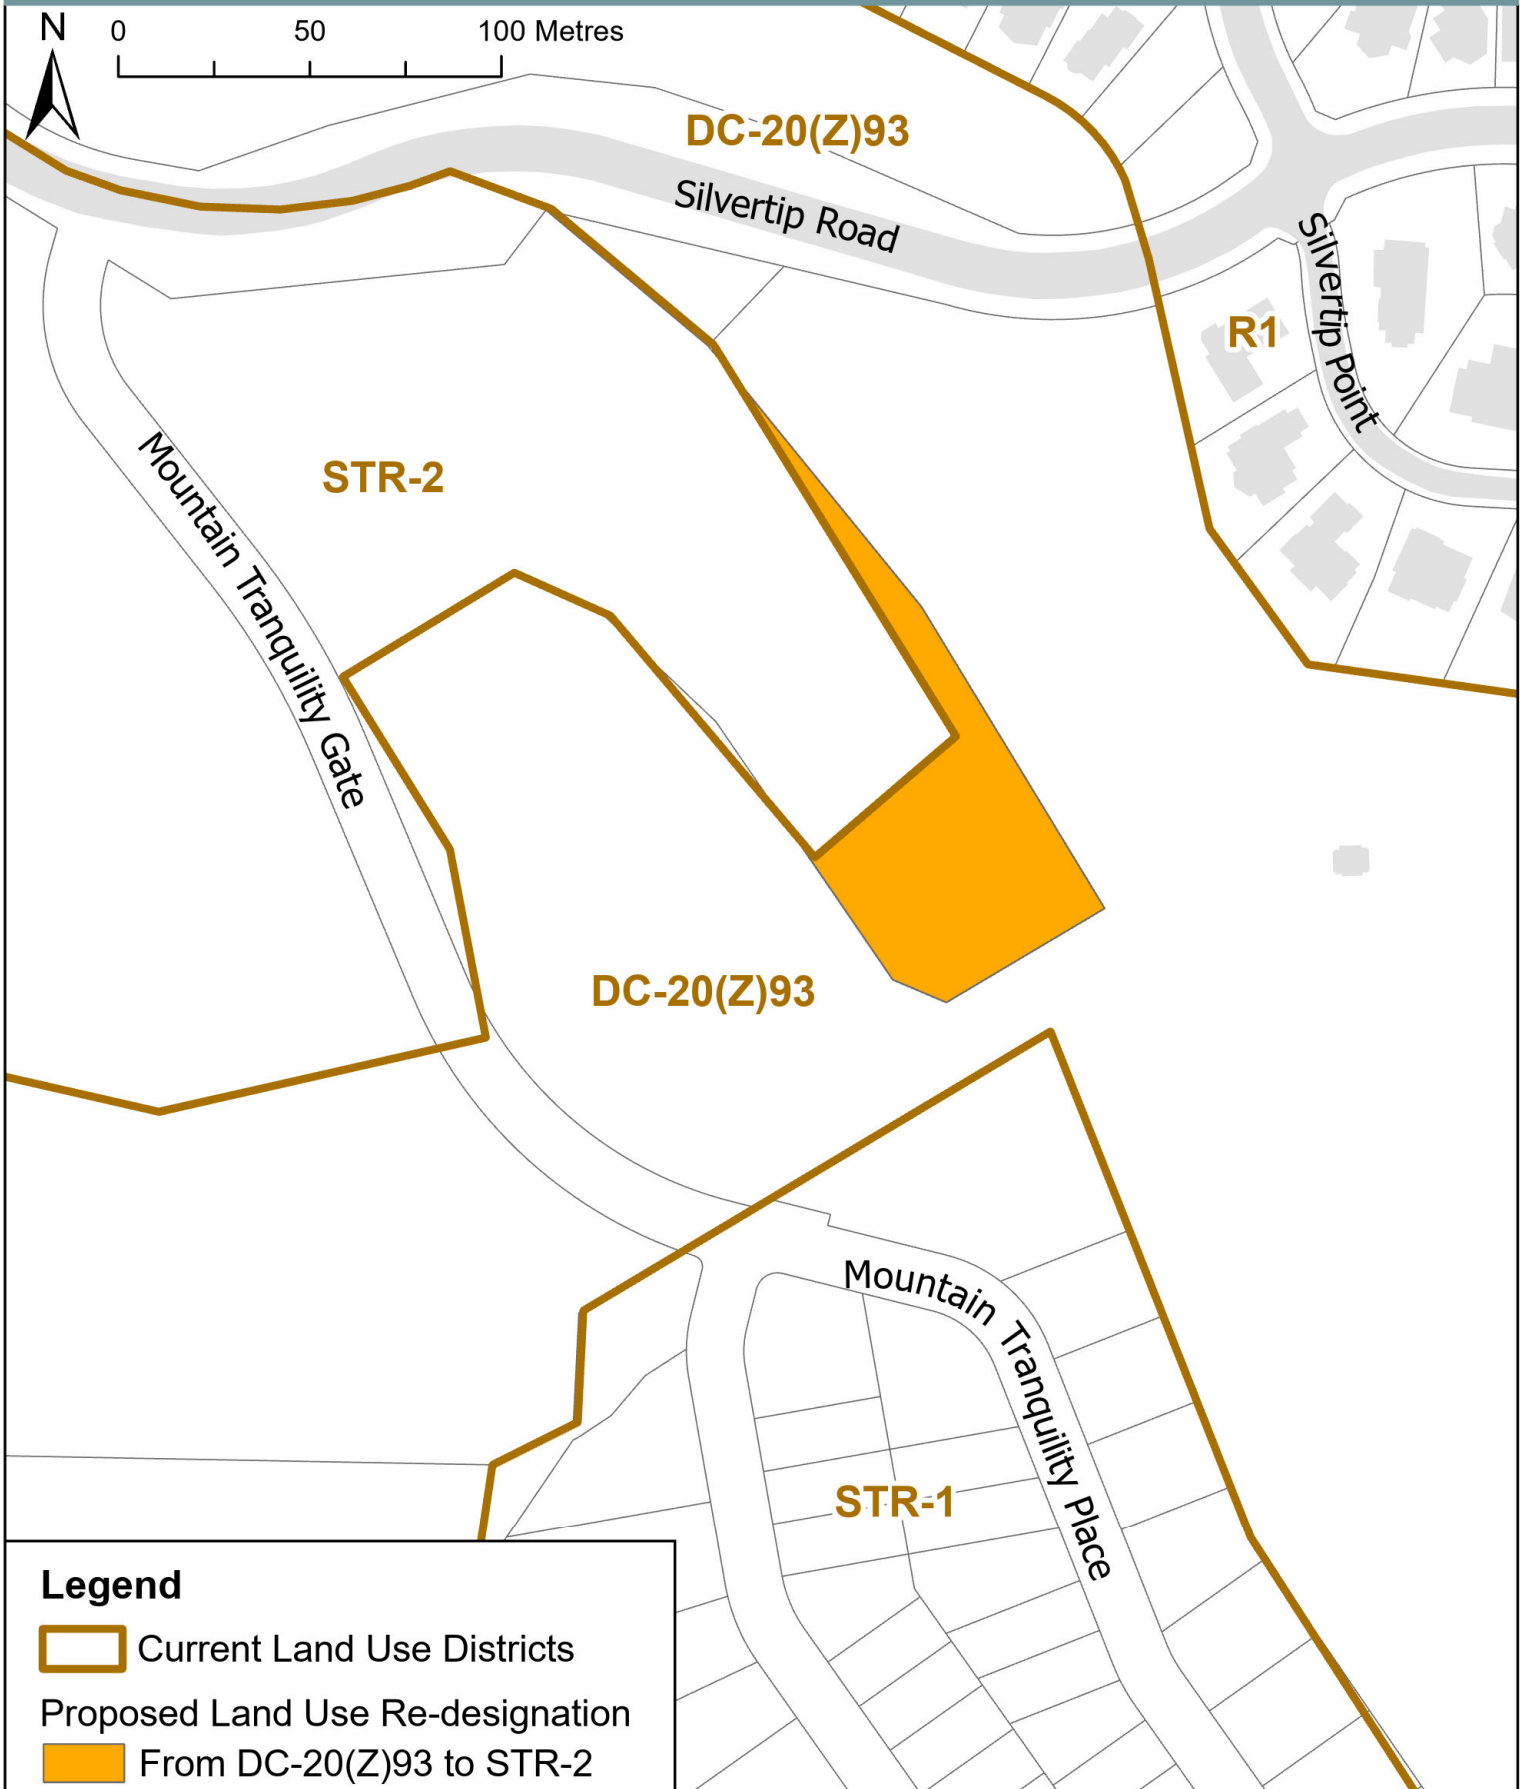 N
0 50 100 Metres
DC-20(Z)93
Silvertip Road
Silvertip Point
R1
STR-2
Mountain Tranquility Gate
DC-20(Z)93
Mountain Tranquility Place
STR-1
Legend
Current Land Use Districts
Proposed Land Use Re-designation
From DC-20(Z)93 to STR-2